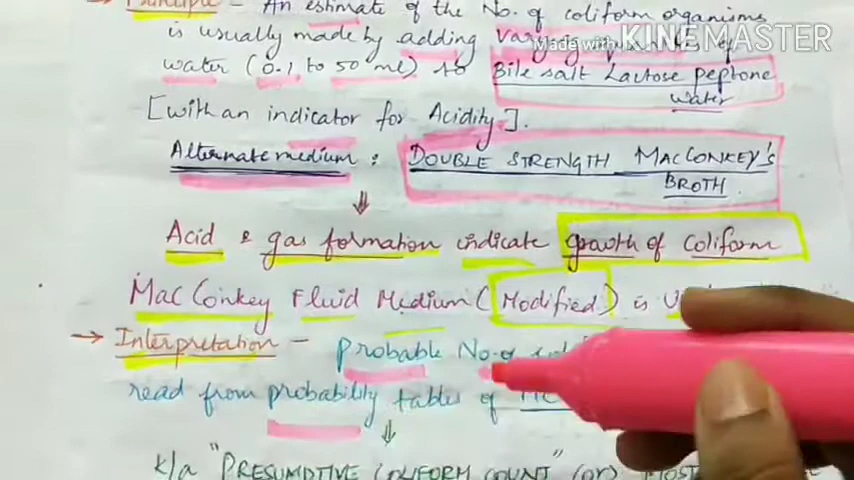 Principle - An estimate of the No. of coliform organisms
Made with KINEMASTER
is usually made by adding varying of
water (0.1 to 50 ml) to Bile salt Lactose peptone
water
[with an indicator for Acidity].
Alternate medium : DOUBLE STRENGTH MACCONKEY'S
BROTH
Acid & gas formation indicate growth of Coliform
MacConkey Fluid Medium (Modified) is
→ Interpretation - Probable No. of
read from probability tables of
k/a "PRESUMPTIVE COLIFORM COUNT" (or) MOST